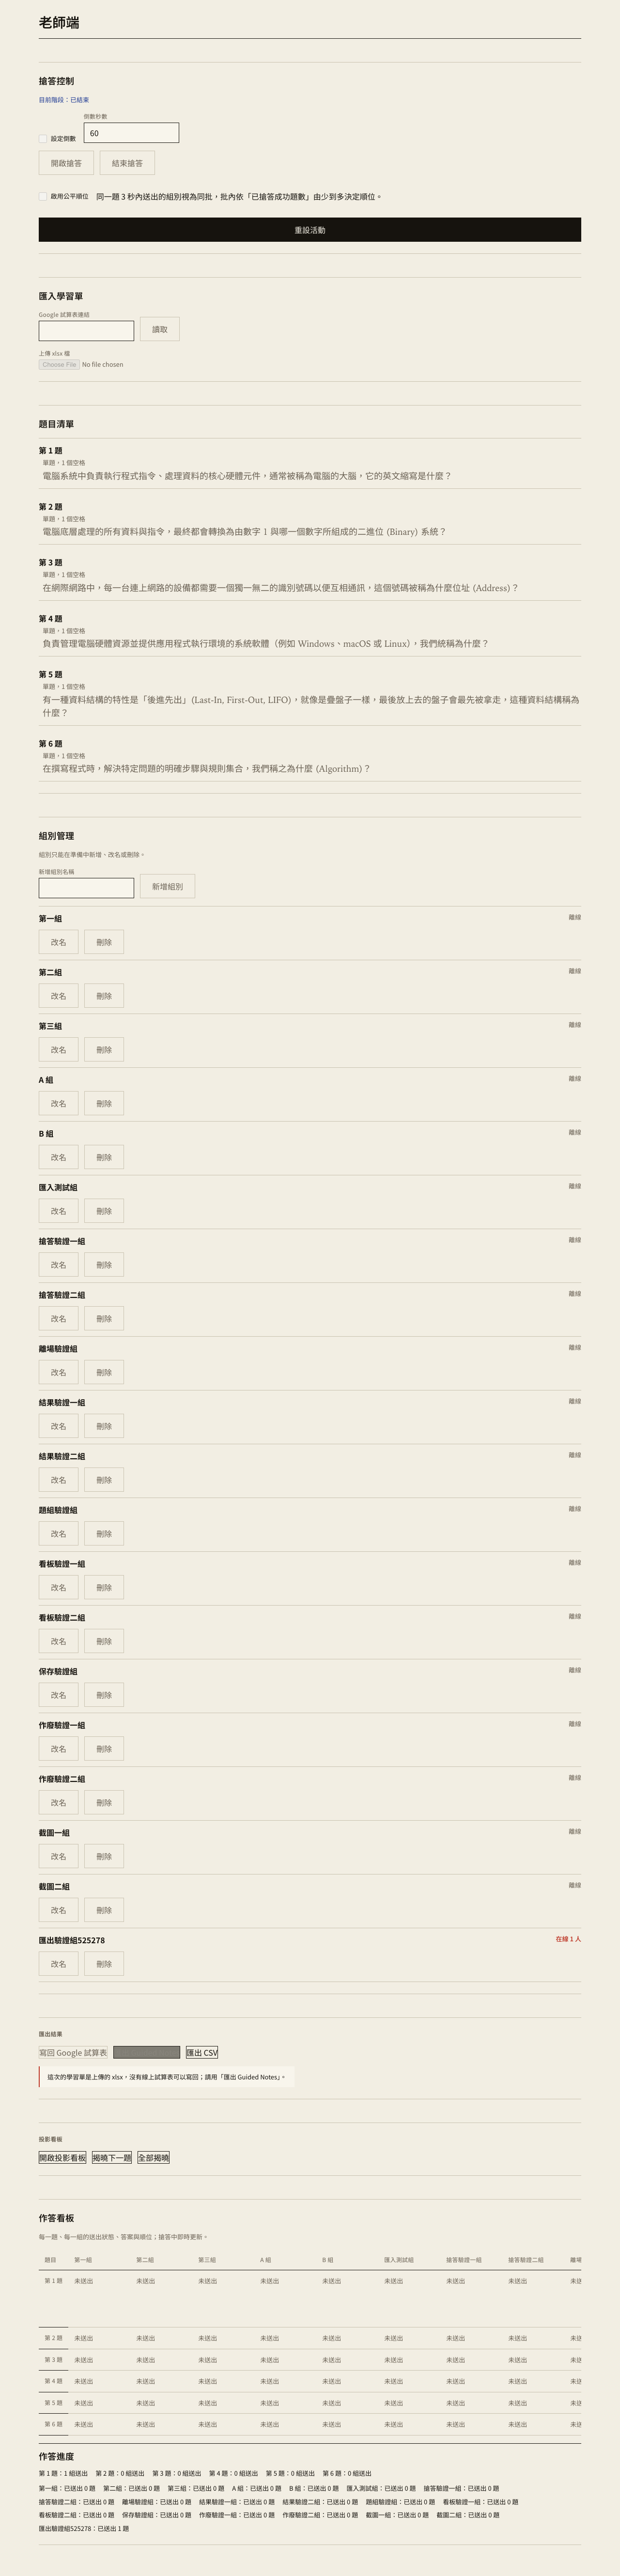 老師端
搶答控制
目前階段：已結束
倒數秒數
設定倒數
60
開啟搶答
結束搶答
啟用公平順位
同一題 3 秒內送出的組別視為同批，批內依「已搶答成功題數」由少到多決定順位。
重設活動
匯入學習單
Google 試算表連結
讀取
上傳 xlsx 檔
Choose File No file chosen
題目清單
第 1 題
單題，1 個空格
電腦系統中負責執行程式指令、處理資料的核心硬體元件，通常被稱為電腦的大腦，它的英文縮寫是什麼？
第 2 題
單題，1 個空格
電腦底層處理的所有資料與指令，最終都會轉換為由數字 1 與哪一個數字所組成的二進位 (Binary) 系統？
第 3 題
單題，1 個空格
在網際網路中，每一台連上網路的設備都需要一個獨一無二的識別號碼以便互相通訊，這個號碼被稱為什麼位址 (Address)？
第 4 題
單題，1 個空格
負責管理電腦硬體資源並提供應用程式執行環境的系統軟體（例如 Windows、macOS 或 Linux），我們統稱為什麼？
第 5 題
單題，1 個空格
有一種資料結構的特性是「後進先出」(Last-In, First-Out, LIFO)，就像是疊盤子一樣，最後放上去的盤子會最先被拿走，這種資料結構稱為
什麼？
第 6 題
單題，1 個空格
在撰寫程式時，解決特定問題的明確步驟與規則集合，我們稱之為什麼 (Algorithm)？
組別管理
組別只能在準備中新增、改名或刪除。
新增組別名稱
新增組別
第一組 離線
改名 刪除
第二組 離線
改名 刪除
第三組 離線
改名 刪除
A 組 離線
改名 刪除
B 組 離線
改名 刪除
匯入測試組 離線
改名 刪除
搶答驗證一組 離線
改名 刪除
搶答驗證二組 離線
改名 刪除
離場驗證組 離線
改名 刪除
結果驗證一組 離線
改名 刪除
結果驗證二組 離線
改名 刪除
題組驗證組 離線
改名 刪除
看板驗證一組 離線
改名 刪除
看板驗證二組 離線
改名 刪除
保存驗證組 離線
改名 刪除
作廢驗證一組 離線
改名 刪除
作廢驗證二組 離線
改名 刪除
截圖一組 離線
改名 刪除
截圖二組 離線
改名 刪除
匯出驗證組525278 在線 1 人
改名 刪除
匯出結果
寫回 Google 試算表 匯出 CSV
這次的學習單是上傳的 xlsx，沒有線上試算表可以寫回；請用「匯出 Guided Notes」。
投影看板
開啟投影看板 揭曉下一題 全部揭曉
作答看板
每一題、每一組的送出狀態、答案與順位；搶答中即時更新。
題目 第一組 第二組 第三組 A 組 B 組 匯入測試組 搶答驗證一組 搶答驗證二組 離場
第 1 題 未送出 未送出 未送出 未送出 未送出 未送出 未送出 未送出 未送
第 2 題 未送出 未送出 未送出 未送出 未送出 未送出 未送出 未送出 未送
第 3 題 未送出 未送出 未送出 未送出 未送出 未送出 未送出 未送出 未送
第 4 題 未送出 未送出 未送出 未送出 未送出 未送出 未送出 未送出 未送
第 5 題 未送出 未送出 未送出 未送出 未送出 未送出 未送出 未送出 未送
第 6 題 未送出 未送出 未送出 未送出 未送出 未送出 未送出 未送出 未送
作答進度
第 1 題：1 組送出 第 2 題：0 組送出 第 3 題：0 組送出 第 4 題：0 組送出 第 5 題：0 組送出 第 6 題：0 組送出
第一組：已送出 0 題 第二組：已送出 0 題 第三組：已送出 0 題 A 組：已送出 0 題 B 組：已送出 0 題 匯入測試組：已送出 0 題 搶答驗證一組：已送出 0 題
搶答驗證二組：已送出 0 題 離場驗證組：已送出 0 題 結果驗證一組：已送出 0 題 結果驗證二組：已送出 0 題 題組驗證組：已送出 0 題 看板驗證一組：已送出 0 題
看板驗證二組：已送出 0 題 保存驗證組：已送出 0 題 作廢驗證一組：已送出 0 題 作廢驗證二組：已送出 0 題 截圖一組：已送出 0 題 截圖二組：已送出 0 題
匯出驗證組525278：已送出 1 題